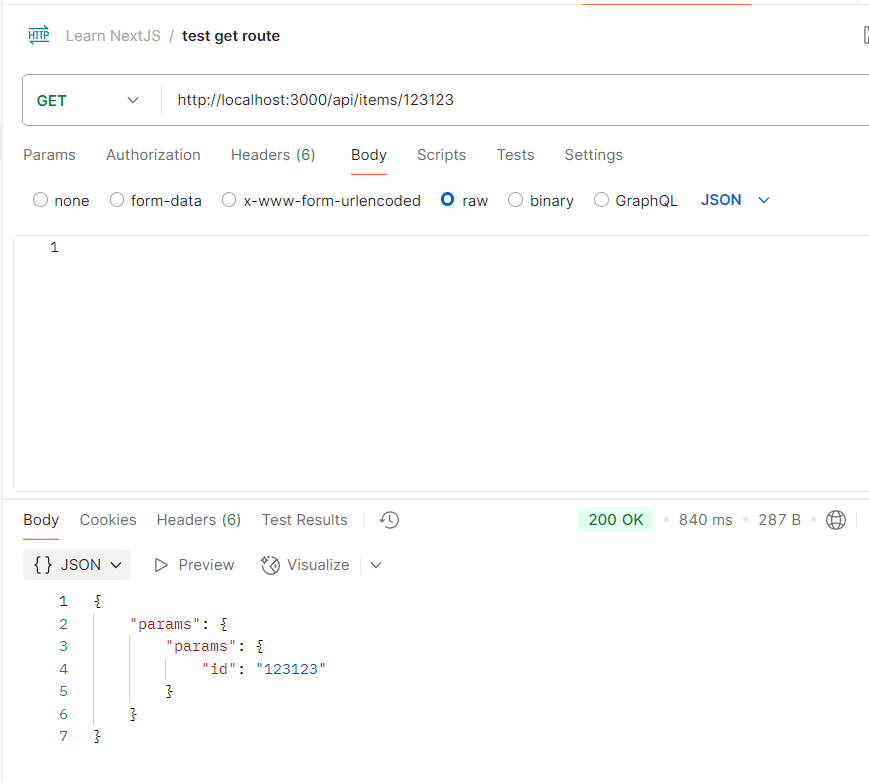 HTTP Learn NextJS / test get route
GET http://localhost:3000/api/items/123123
Params Authorization Headers (6) Body Scripts Tests Settings
none form-data x-www-form-urlencoded raw binary GraphQL JSON
1
Body Cookies Headers (6) Test Results 200 OK 840 ms 287 B
{} JSON Preview Visualize
1 {
2 "params": {
3 "params": {
4 "id": "123123"
5 }
6 }
7 }